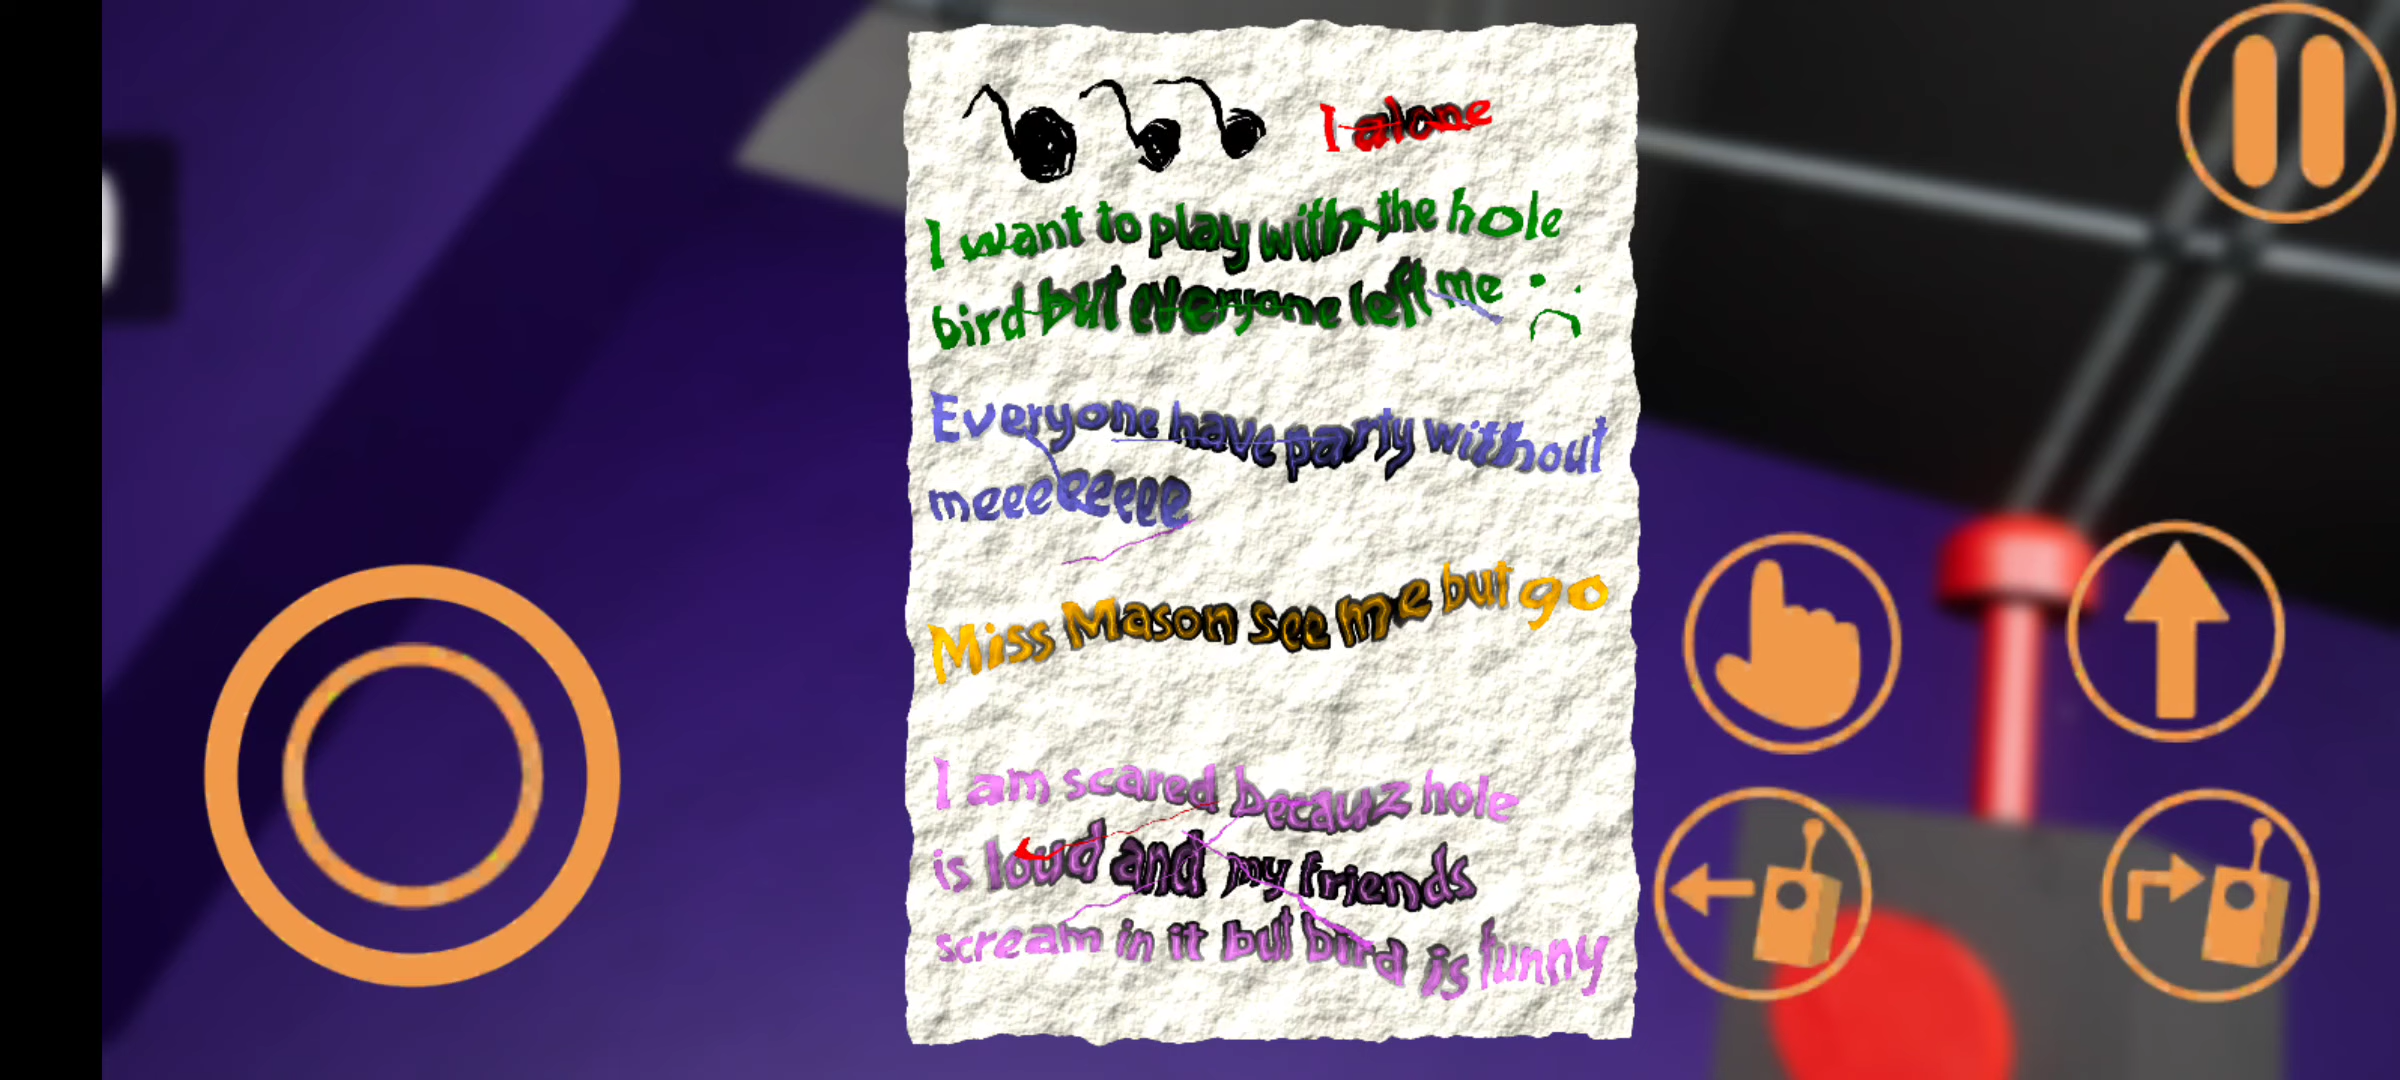 I alone
I want to play with the hole
bird but everyone left me :(
Everyone have party without
meeeeeeee
Miss Mason see me but go
I am scared becauz hole
is loud and my friends
scream in it but bird is funny